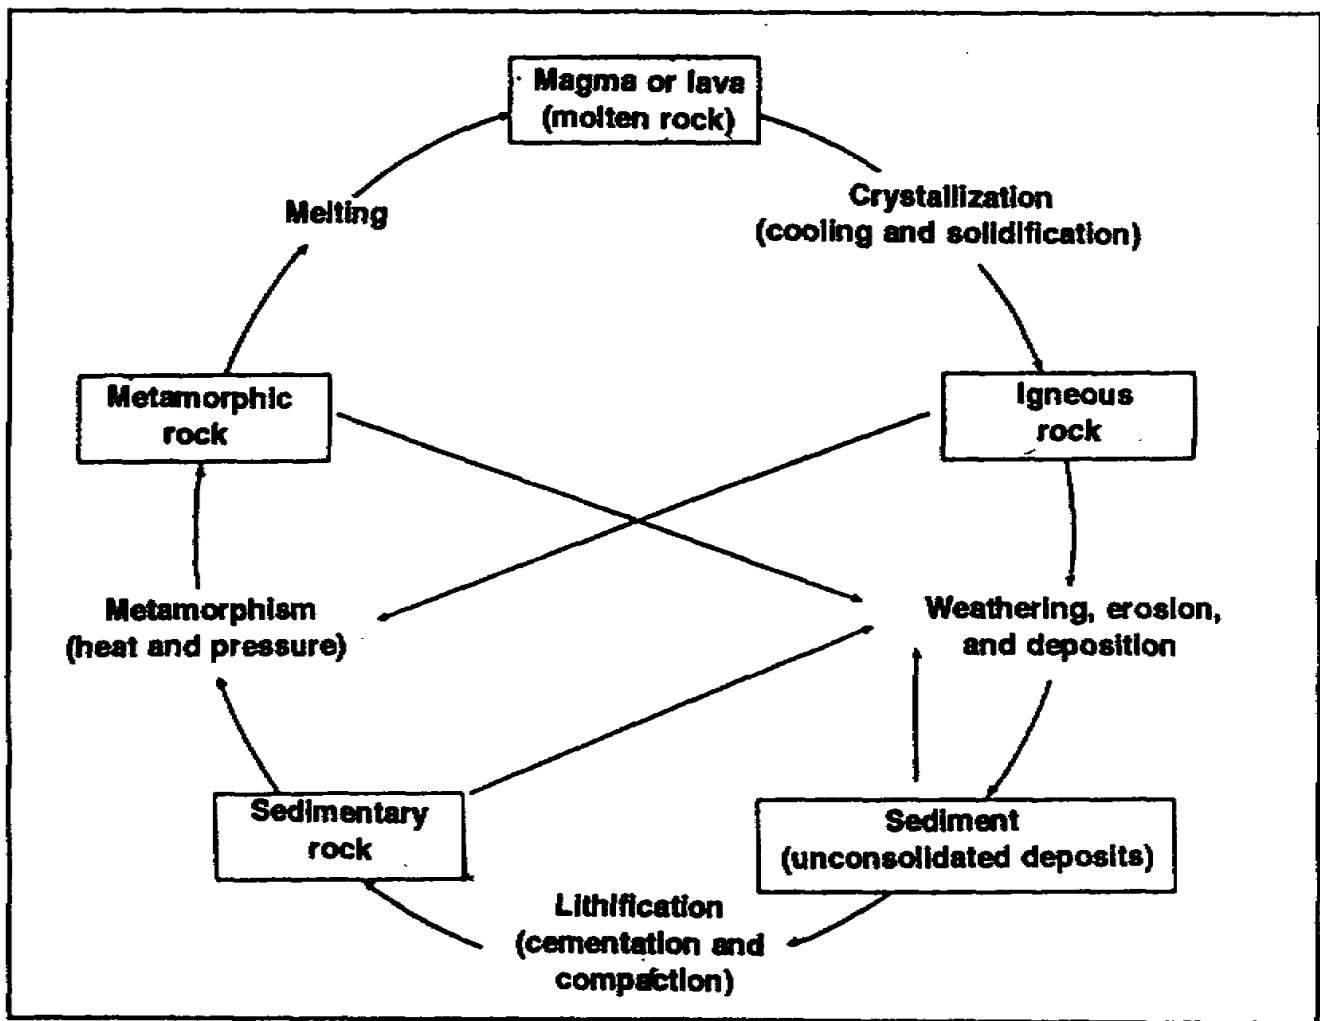 Magma or lava
(molten rock)
Crystallization
(cooling and solidification)
Melting
Metamorphic
rock
Igneous
rock
Metamorphism
(heat and pressure)
Weathering, erosion,
and deposition
Sedimentary
rock
Sediment
(unconsolidated deposits)
Lithification
(cementation and
compaction)